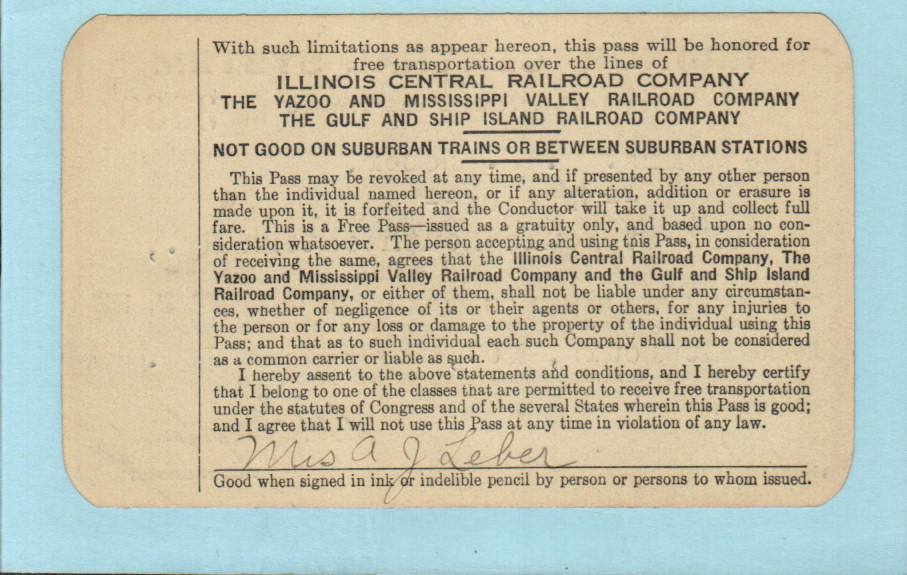 With such limitations as appear hereon, this pass will be honored for
free transportation over the lines of
ILLINOIS CENTRAL RAILROAD COMPANY
THE YAZOO AND MISSISSIPPI VALLEY RAILROAD COMPANY
THE GULF AND SHIP ISLAND RAILROAD COMPANY
NOT GOOD ON SUBURBAN TRAINS OR BETWEEN SUBURBAN STATIONS
This Pass may be revoked at any time, and if presented by any other person
than the individual named hereon, or if any alteration, addition or erasure is
made upon it, it is forfeited and the Conductor will take it up and collect full
fare. This is a Free Pass—issued as a gratuity only, and based upon no con-
sideration whatsoever. The person accepting and using this Pass, in consideration
of receiving the same, agrees that the Illinois Central Railroad Company, The
Yazoo and Mississippi Valley Railroad Company and the Gulf and Ship Island
Railroad Company, or either of them, shall not be liable under any circumstan-
ces, whether of negligence of its or their agents or others, for any injuries to
the person or for any loss or damage to the property of the individual using this
Pass; and that as to such individual each such Company shall not be considered
as a common carrier or liable as such.
I hereby assent to the above statements and conditions, and I hereby certify
that I belong to one of the classes that are permitted to receive free transportation
under the statutes of Congress and of the several States wherein this Pass is good;
and I agree that I will not use this Pass at any time in violation of any law.
Mrs A J Leber
Good when signed in ink or indelible pencil by person or persons to whom issued.